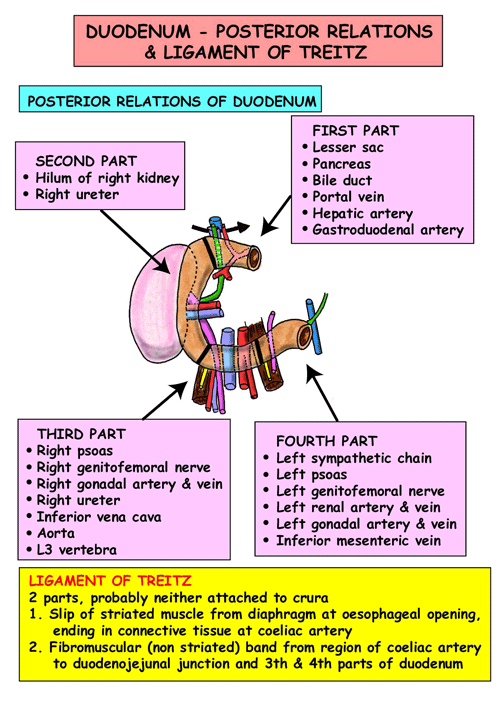 DUODENUM - POSTERIOR RELATIONS
& LIGAMENT OF TREITZ
POSTERIOR RELATIONS OF DUODENUM
FIRST PART
• Lesser sac
• Pancreas
• Bile duct
• Portal vein
• Hepatic artery
• Gastroduodenal artery
SECOND PART
• Hilum of right kidney
• Right ureter
THIRD PART
• Right psoas
• Right genitofemoral nerve
• Right gonadal artery & vein
• Right ureter
• Inferior vena cava
• Aorta
• L3 vertebra
FOURTH PART
• Left sympathetic chain
• Left psoas
• Left genitofemoral nerve
• Left renal artery & vein
• Left gonadal artery & vein
• Inferior mesenteric vein
LIGAMENT OF TREITZ
2 parts, probably neither attached to crura
1. Slip of striated muscle from diaphragm at oesophageal opening,
ending in connective tissue at coeliac artery
2. Fibromuscular (non striated) band from region of coeliac artery
to duodenojejunal junction and 3th & 4th parts of duodenum